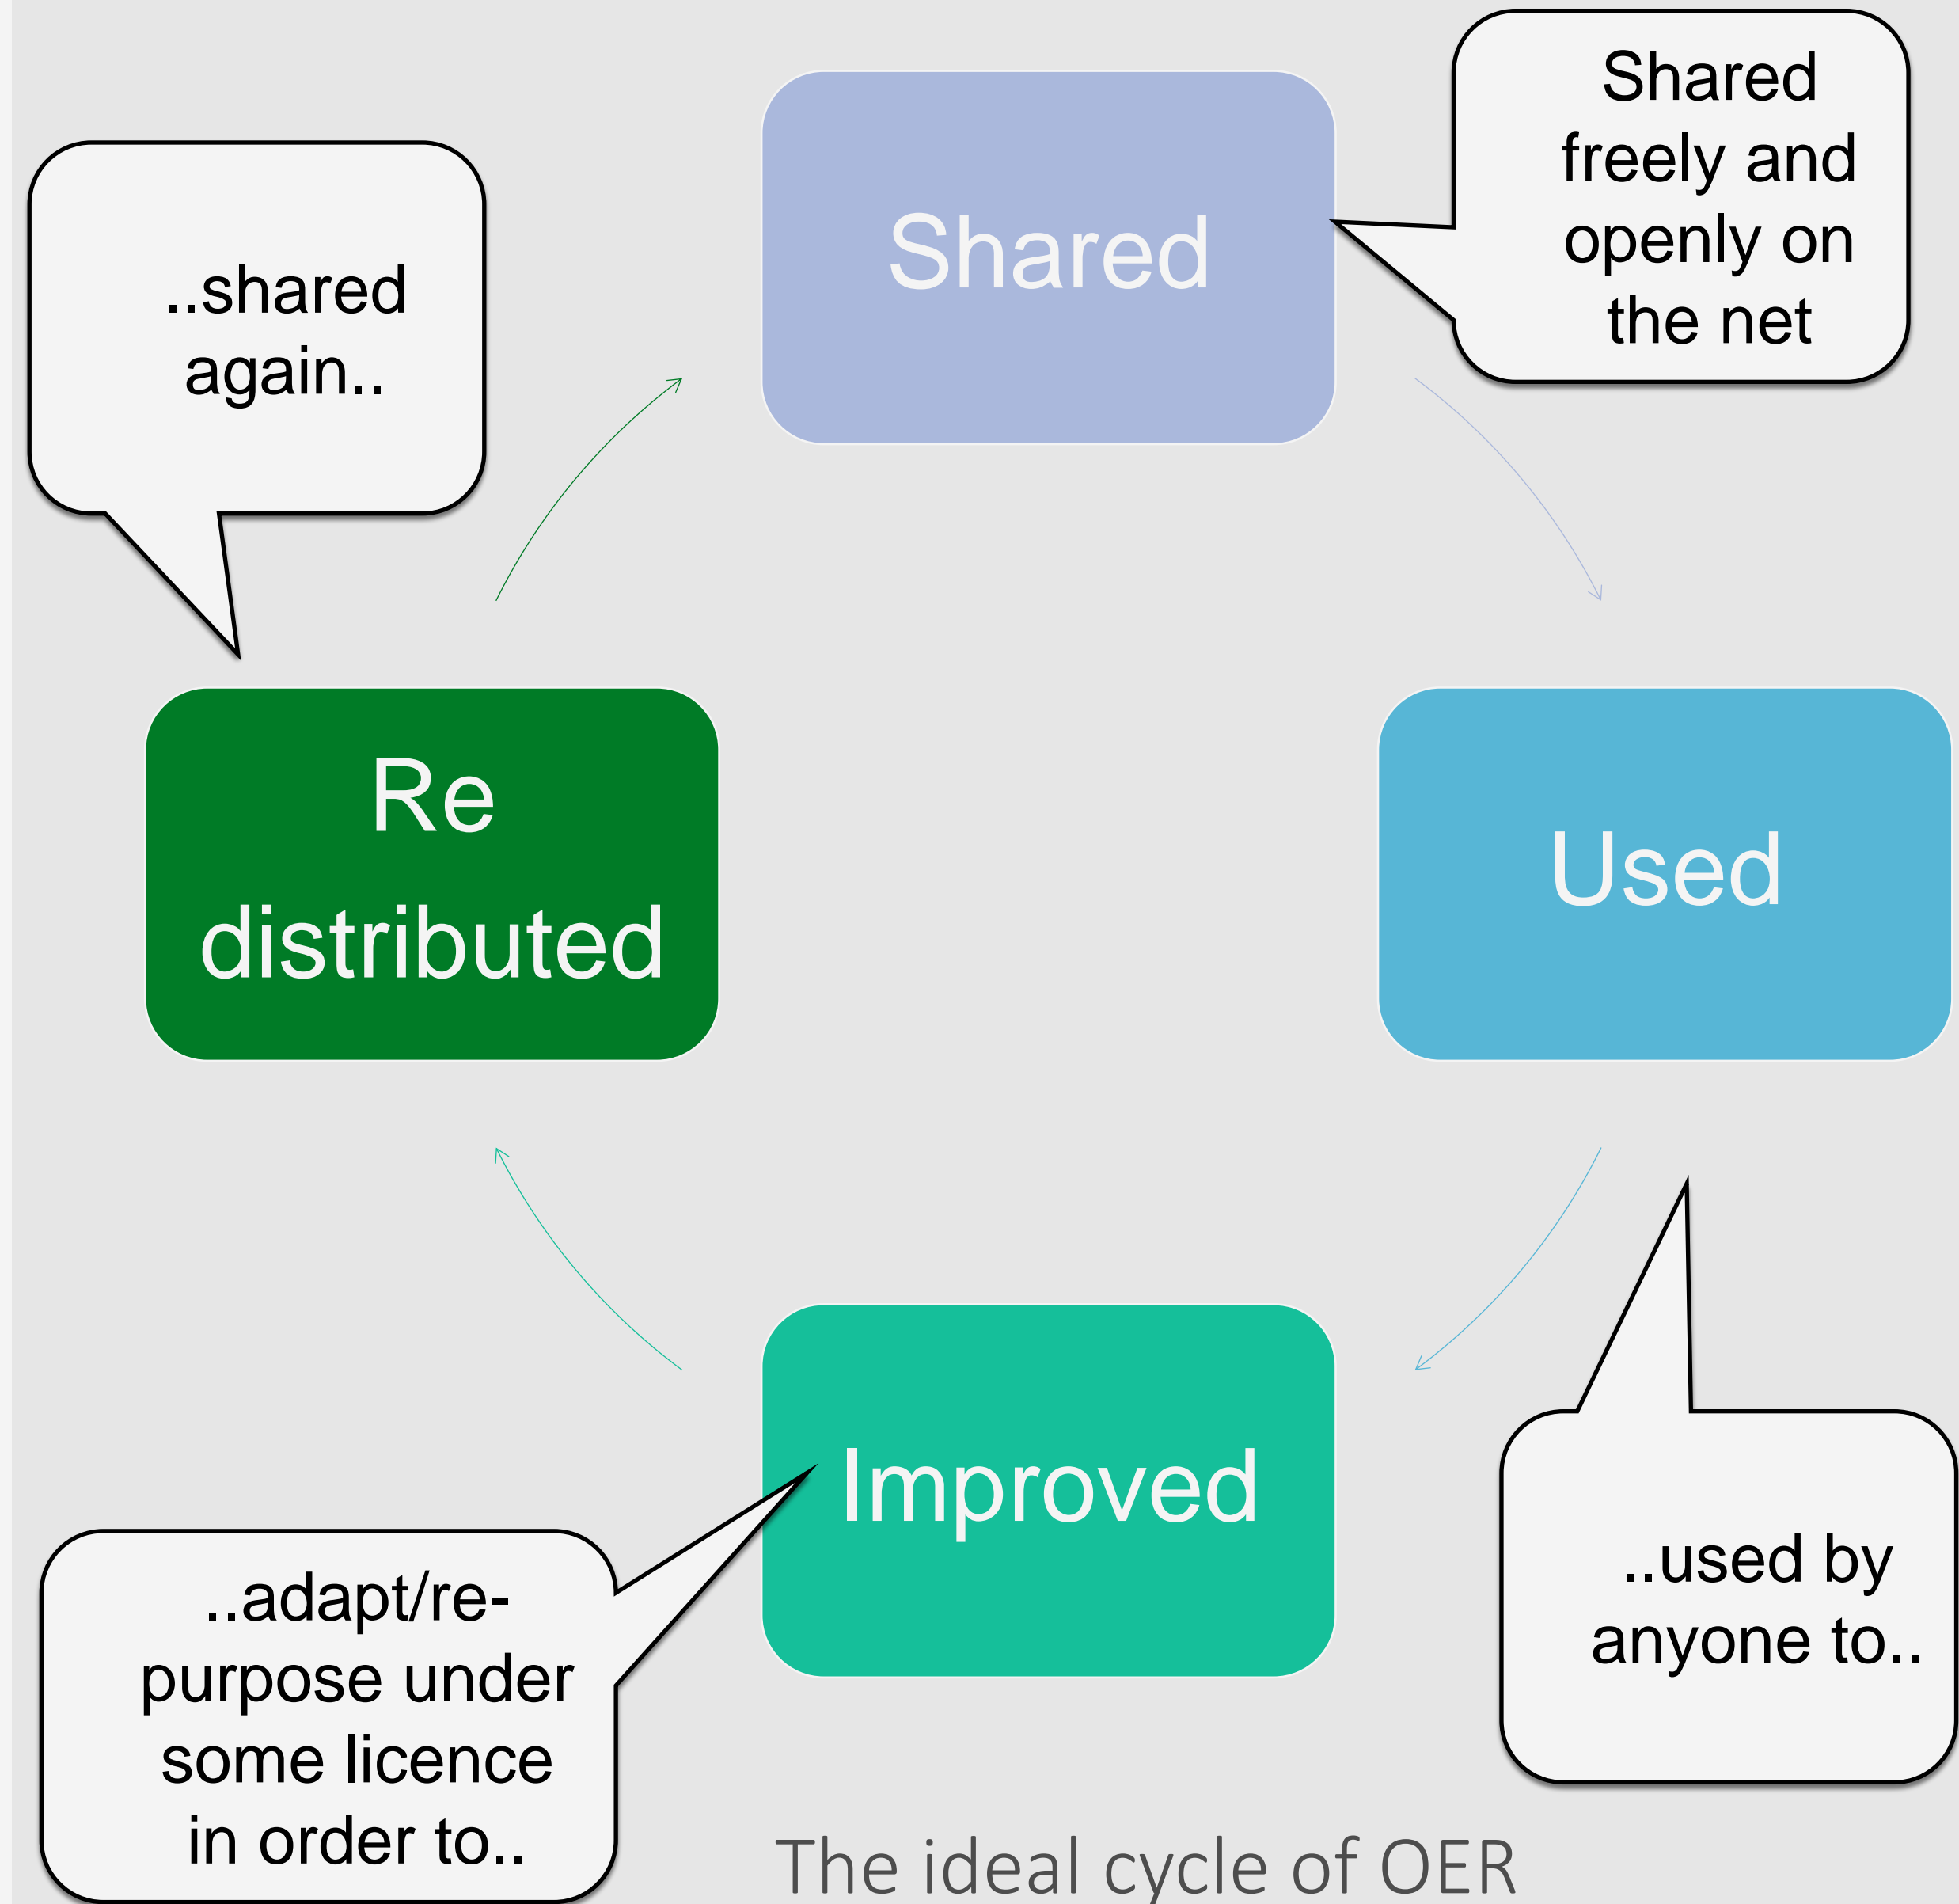 Shared
Shared
freely and
openly on
the net
Used
..used by
anyone to..
Improved
..adapt/re-
purpose under
some licence
in order to..
Re
distributed
..shared
again..
The ideal cycle of OER